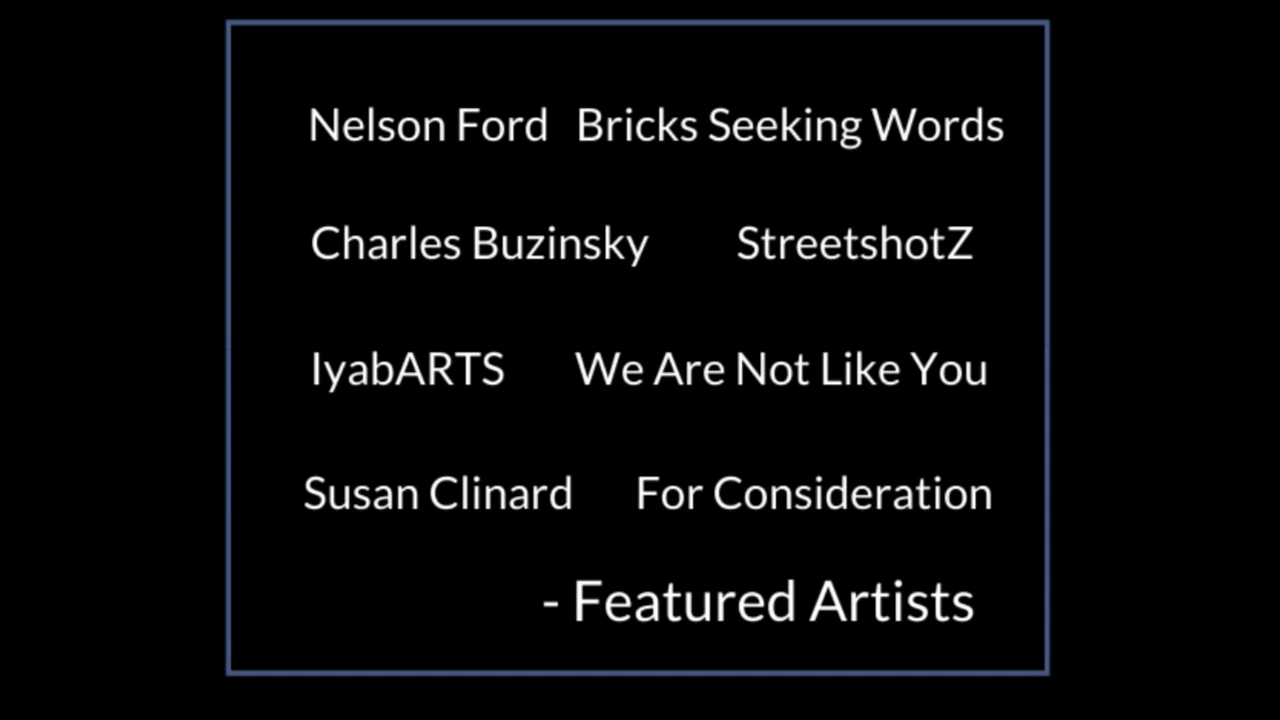 Nelson Ford Bricks Seeking Words
Charles Buzinsky StreetshotZ
IyabARTS We Are Not Like You
Susan Clinard For Consideration
- Featured Artists